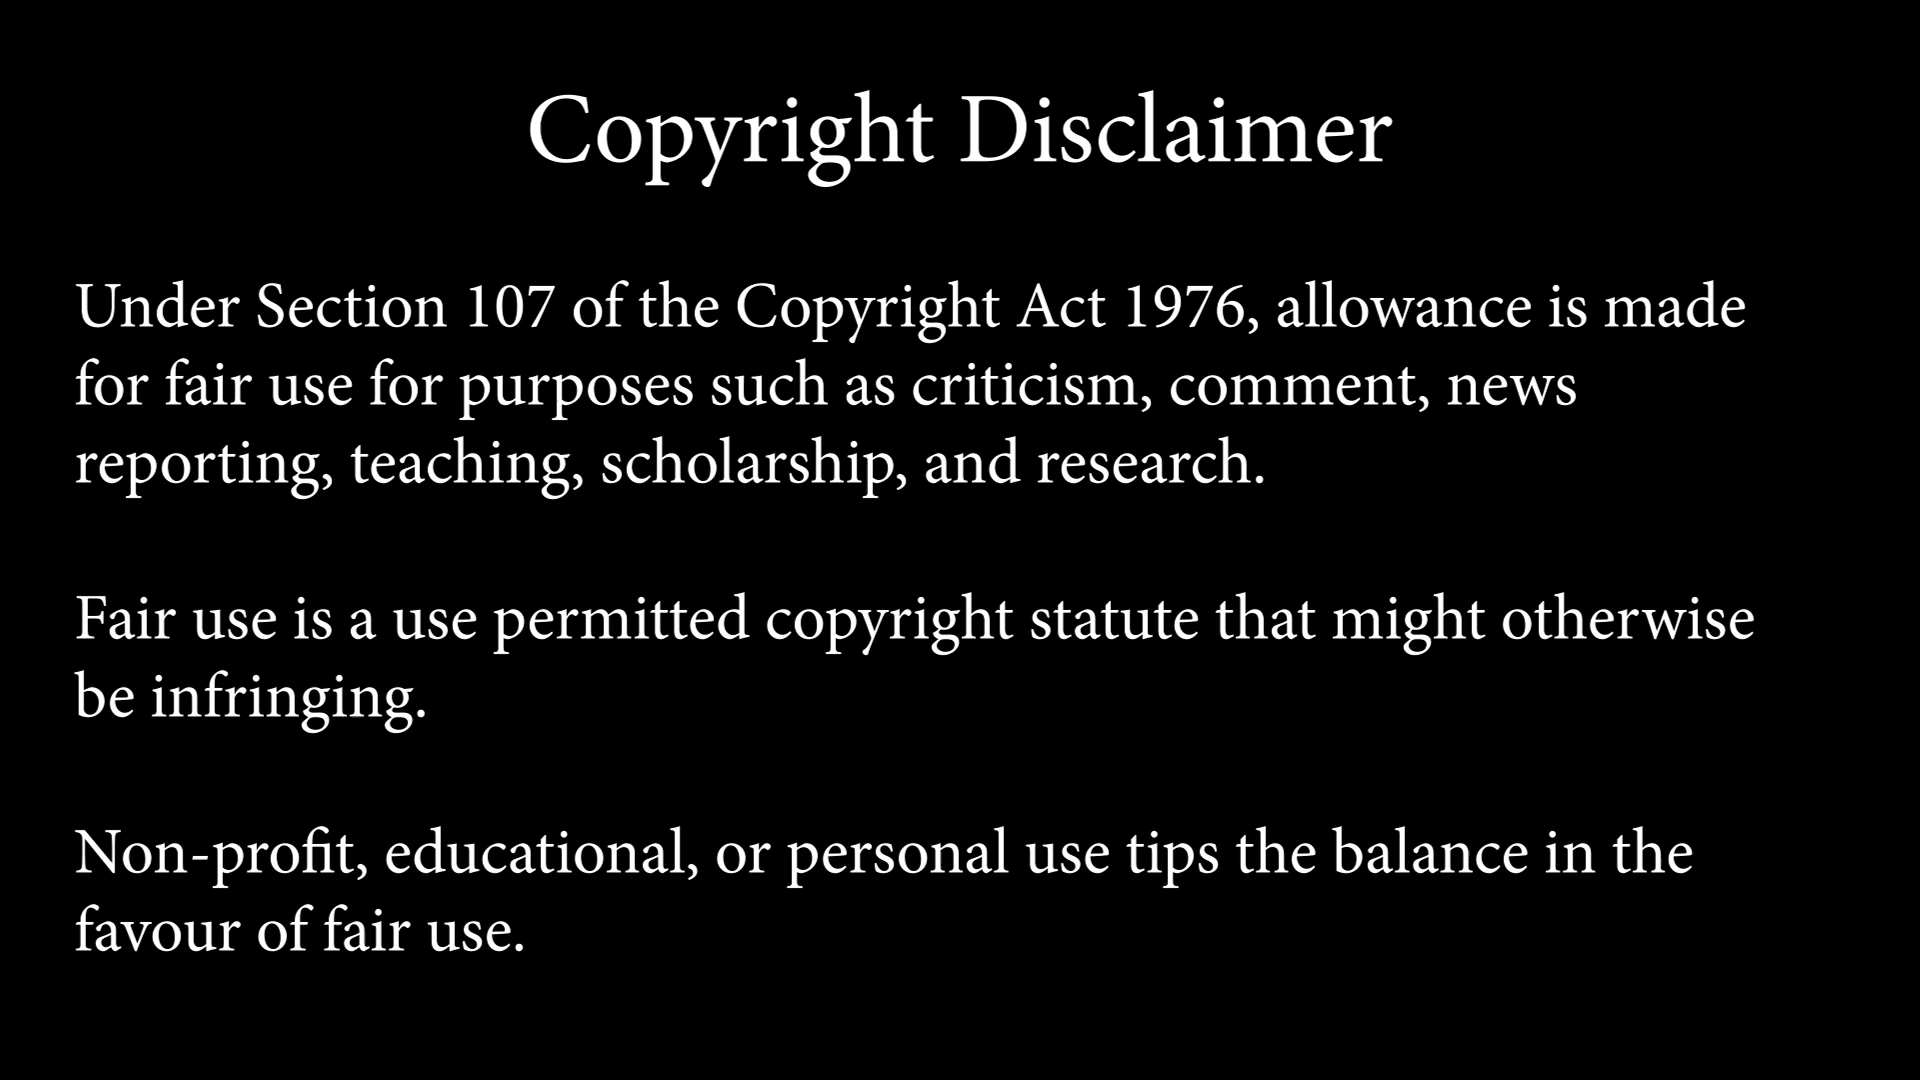 Copyright Disclaimer
Under Section 107 of the Copyright Act 1976, allowance is made
for fair use for purposes such as criticism, comment, news
reporting, teaching, scholarship, and research.
Fair use is a use permitted copyright statute that might otherwise
be infringing.
Non-profit, educational, or personal use tips the balance in the
favour of fair use.